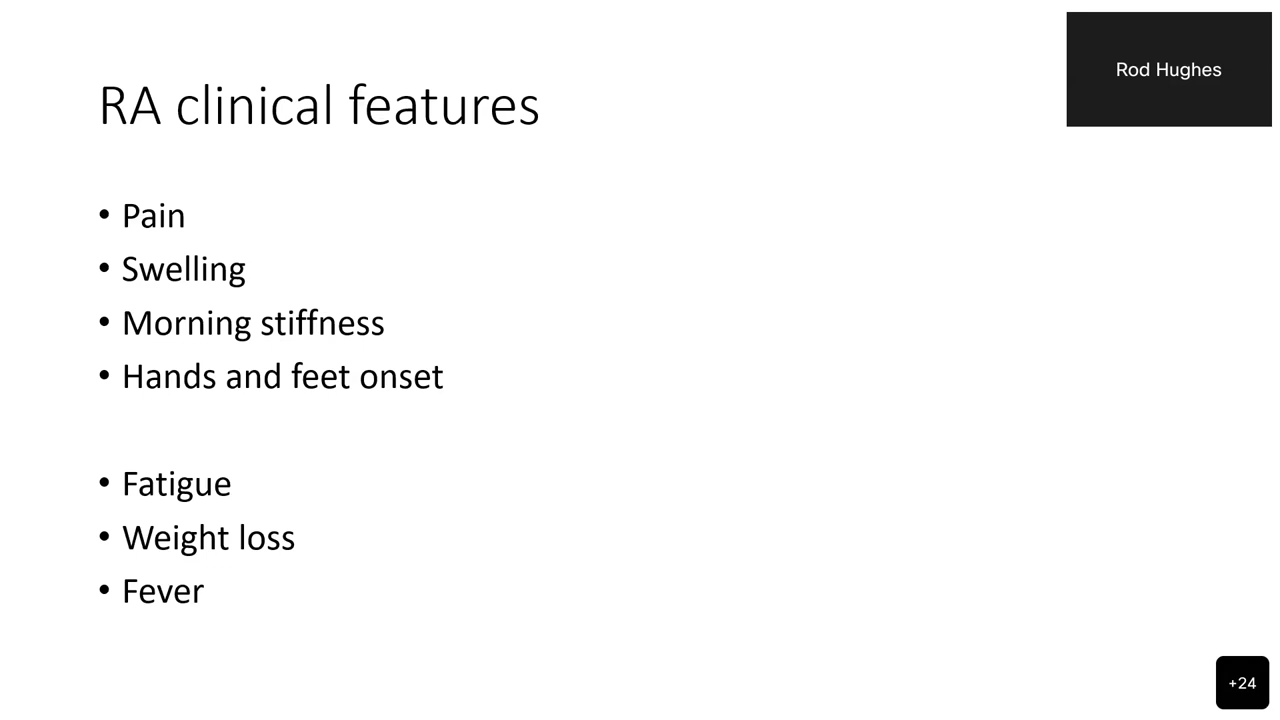 Rod Hughes
RA clinical features
• Pain
• Swelling
• Morning stiffness
• Hands and feet onset
• Fatigue
• Weight loss
• Fever
+24